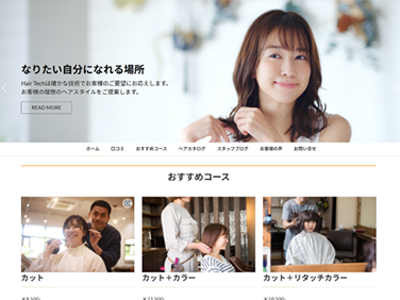 なりたい自分になれる場所
Hair Techは確かな技術でお客様のご要望にお応えします。
お客様の理想のヘアスタイルをご提案します。
READ MORE
ホーム 口コミ おすすめコース ヘアカタログ スタッフブログ お客様の声 お問い合せ
おすすめコース
カット カット＋カラー カット＋リタッチカラー